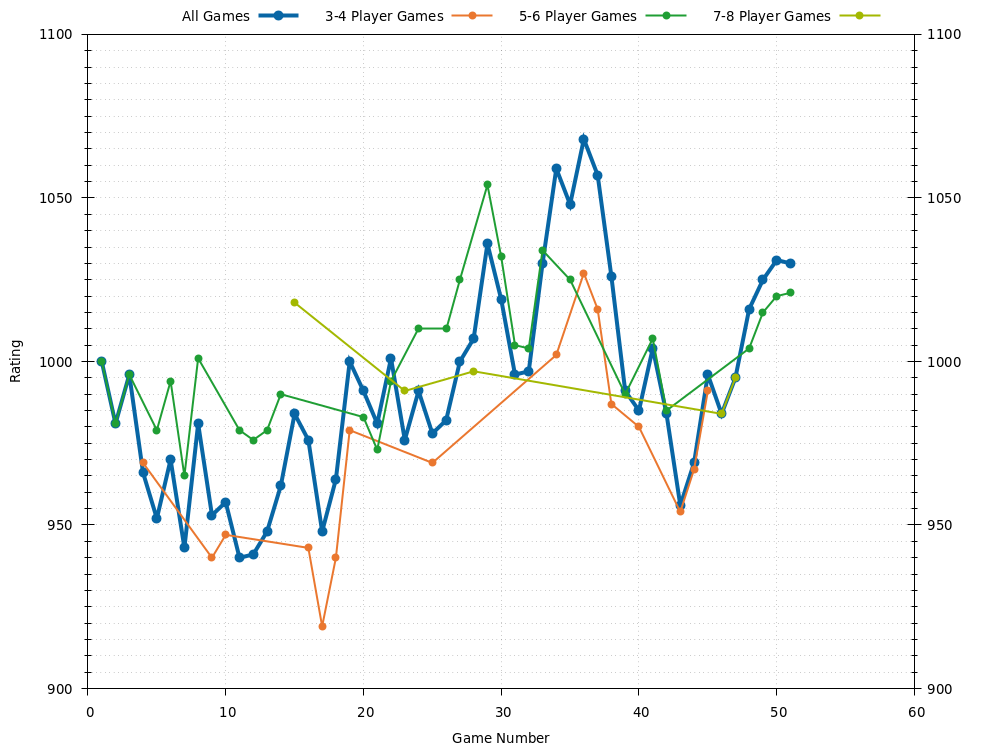 All Games 3-4 Player Games 5-6 Player Games 7-8 Player Games
1100 1100
1050 1050
1000 1000
950 950
900 900
Rating
0 10 20 30 40 50 60
Game Number